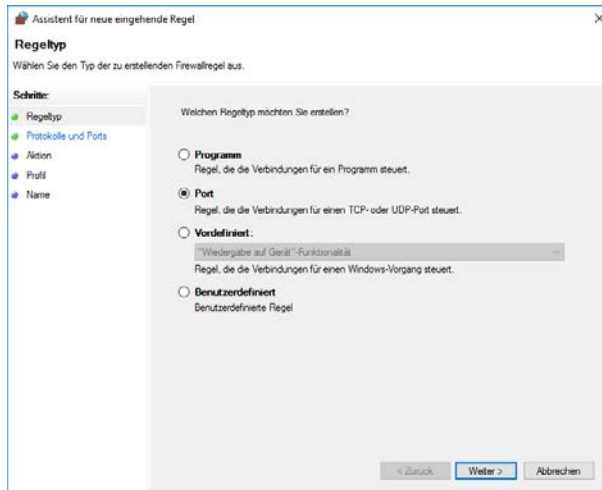 Assistent für neue eingehende Regel
Regeltyp
Wählen Sie den Typ der zu erstellenden Firewallregel aus.
Schritte:
Regeltyp
Protokolle und Ports
Aktion
Profil
Name
Welchen Regeltyp möchten Sie erstellen?
Programm
Regel, die die Verbindungen für ein Programm steuert.
Port
Regel, die die Verbindungen für einen TCP- oder UDP-Port steuert.
Vordefiniert:
"Wiedergabe auf Gerät"-Funktionalität
Regel, die die Verbindungen für einen Windows-Vorgang steuert.
Benutzerdefiniert
Benutzerdefinierte Regel
< Zurück
Weiter >
Abbrechen